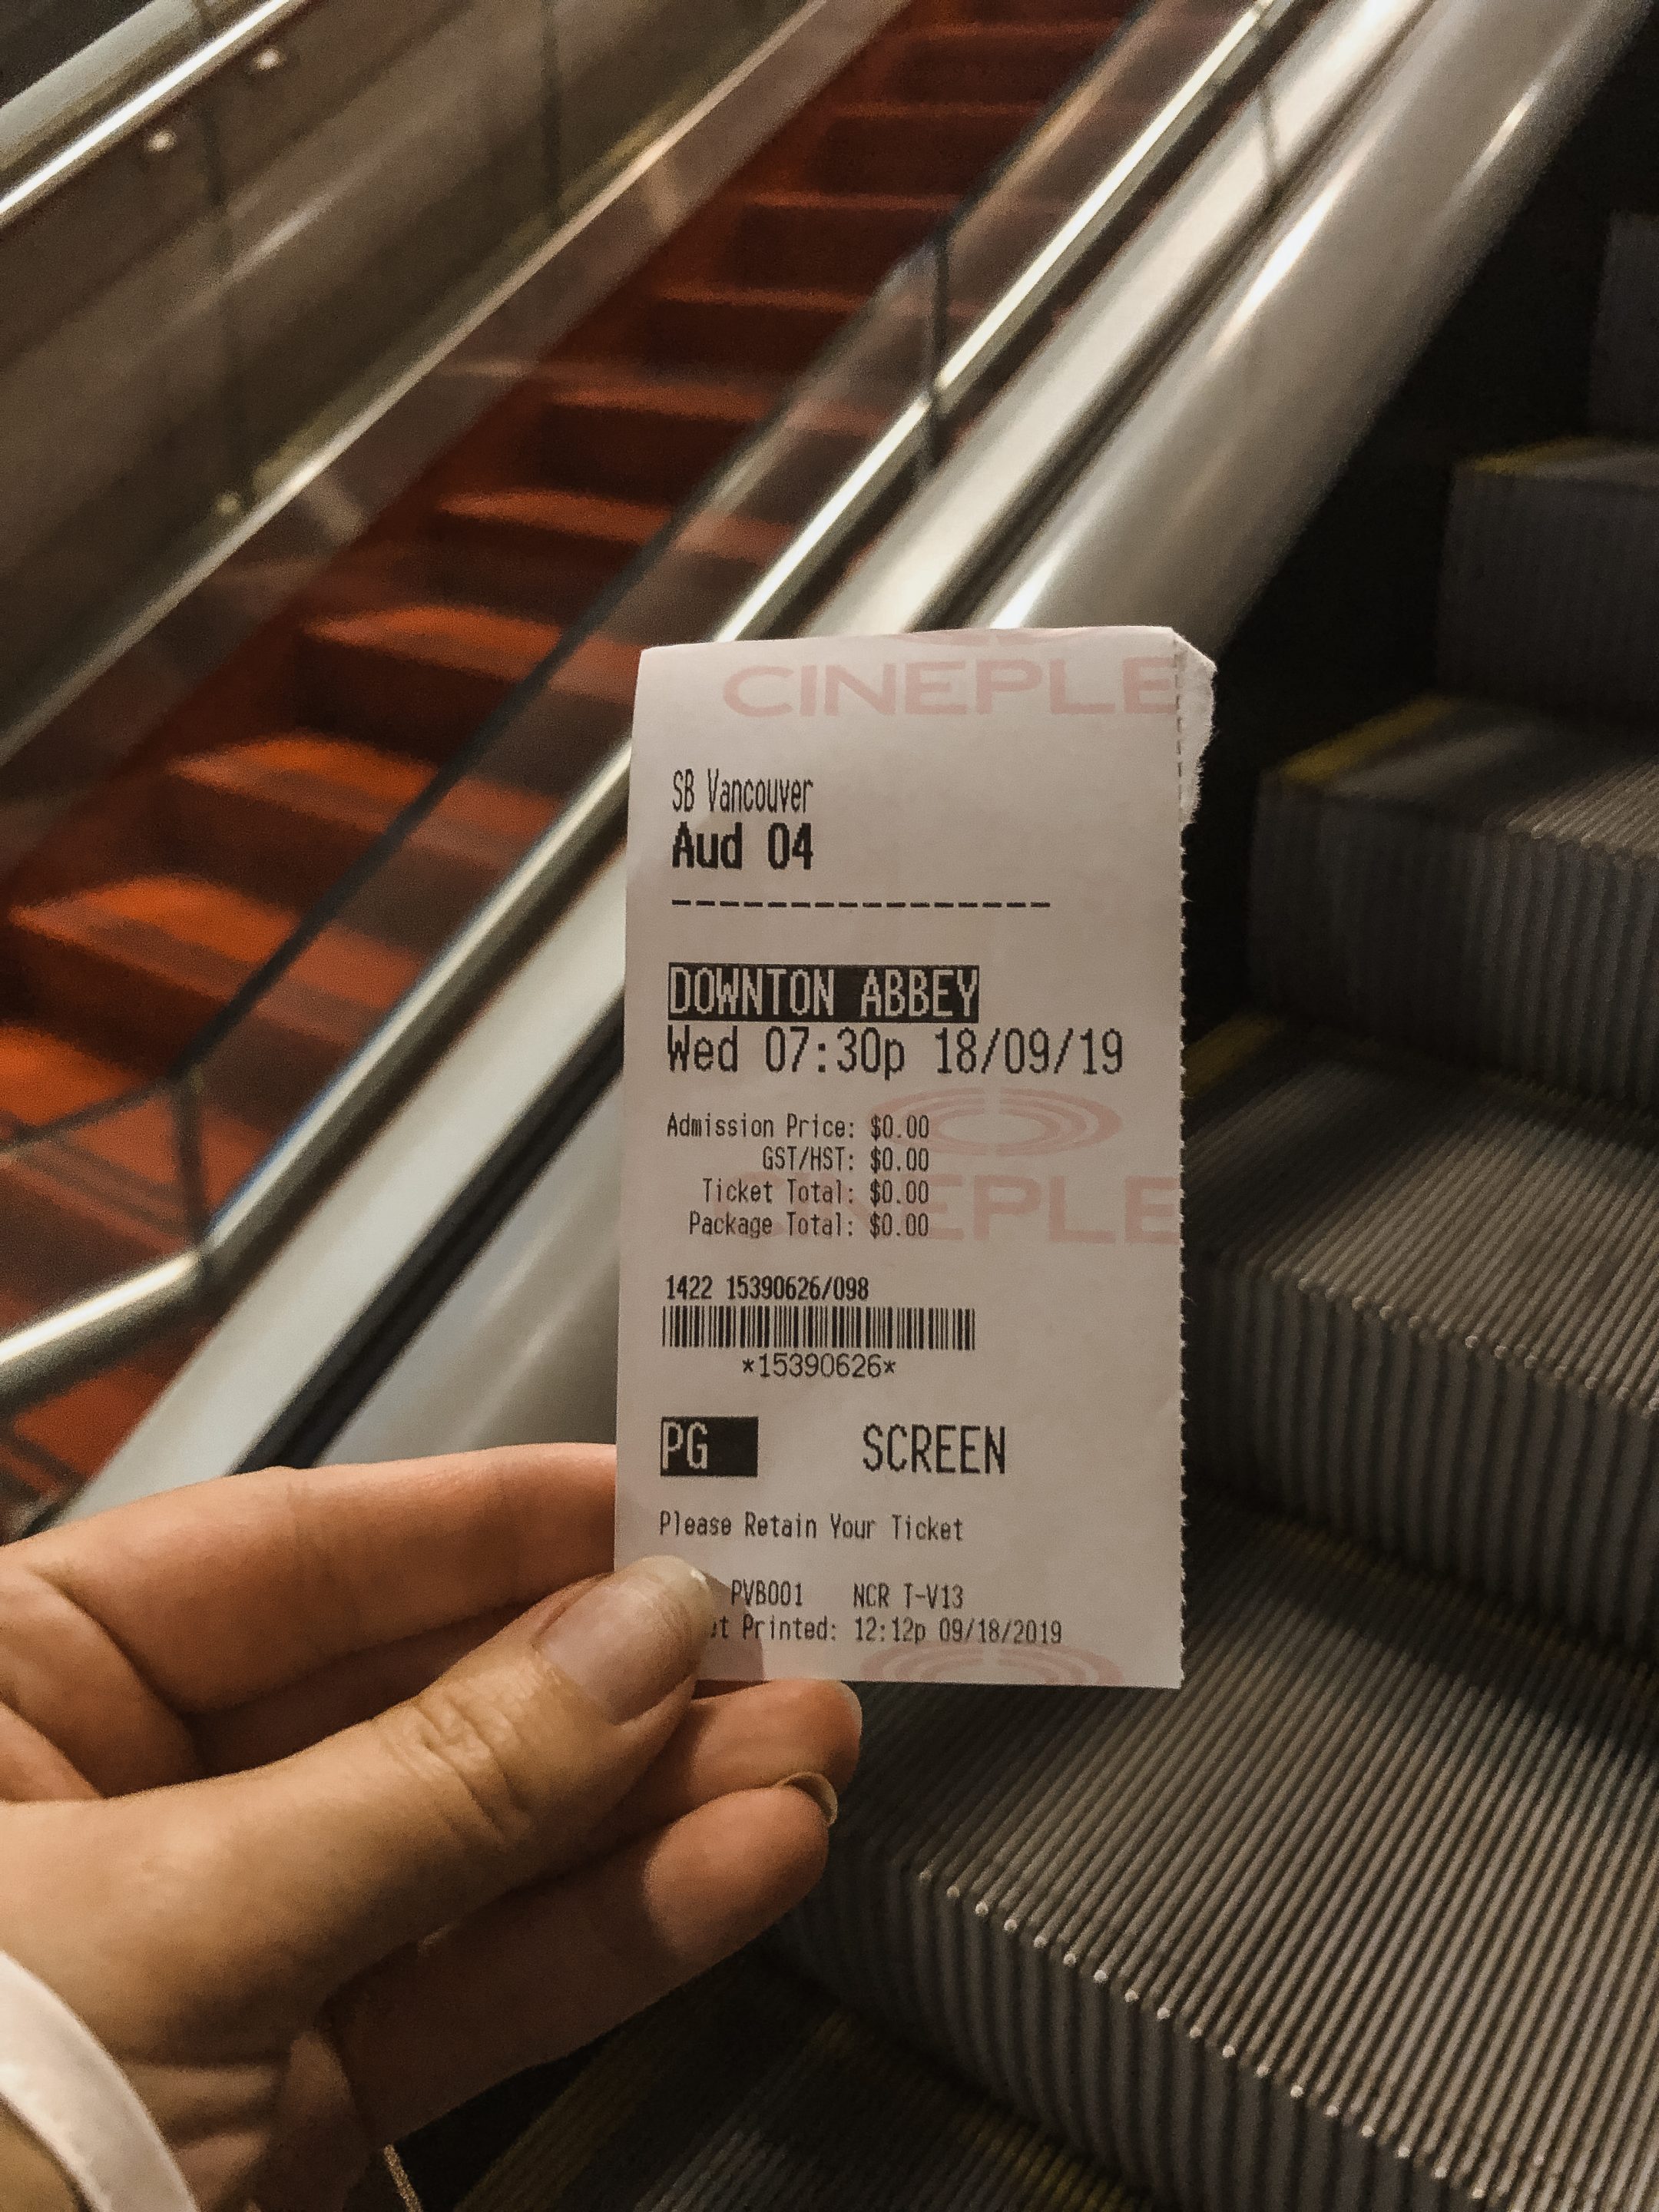 CINEPLE
SB Vancouver
Aud 04
----------------
DOWNTON ABBEY
Wed 07:30p 18/09/19
Admission Price: $0.00
GST/HST: $0.00
Ticket Total: $0.00
Package Total: $0.00
NEPLE
1422 15390626/098
*15390626*
PG SCREEN
Please Retain Your Ticket
PVB001 NCR T-V13
et Printed: 12:12p 09/18/2019